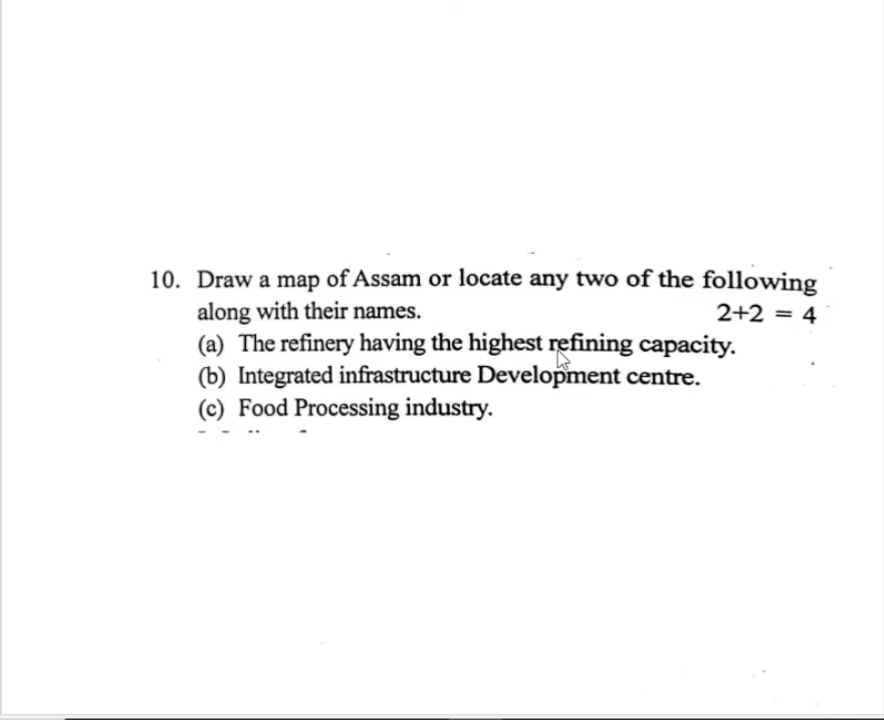 10. Draw a map of Assam or locate any two of the following
along with their names. 2+2 = 4
(a) The refinery having the highest refining capacity.
(b) Integrated infrastructure Development centre.
(c) Food Processing industry.